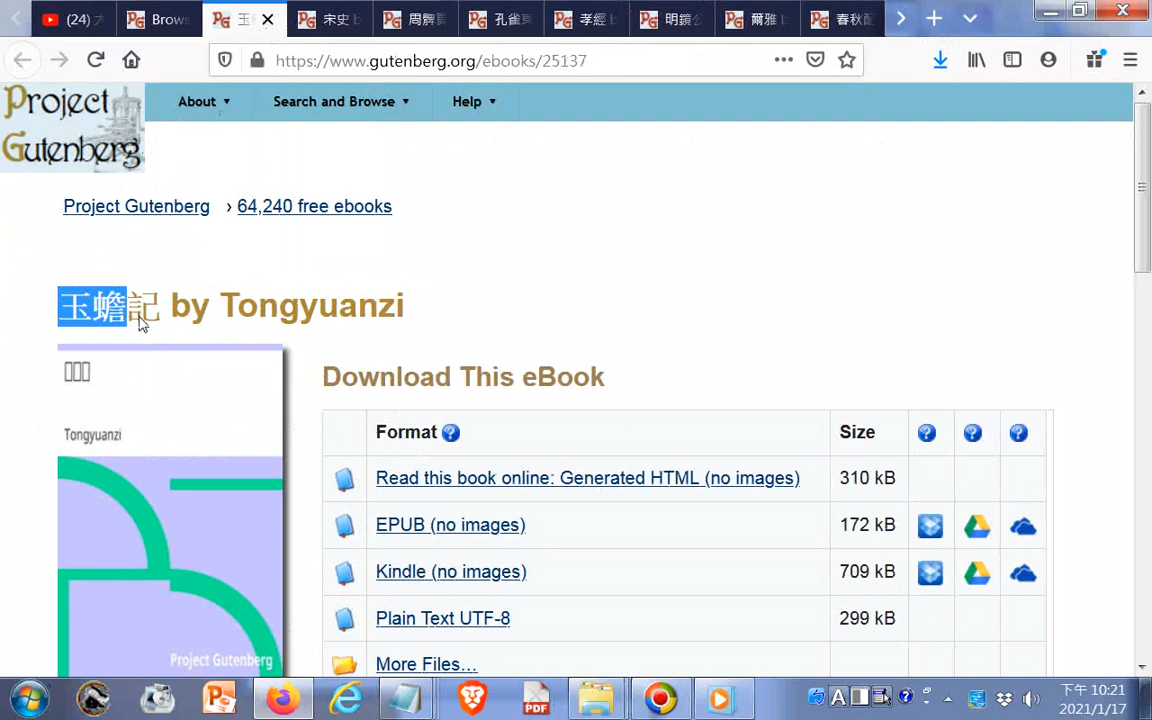 (24)
Brows
玉
宋史 b
周髀
孔雀東
孝經 b
明鏡公
爾雅 b
春秋配
https://www.gutenberg.org/ebooks/25137
Project
Gutenberg
About
Search and Browse
Help
Project Gutenberg › 64,240 free ebooks
玉蟾記 by Tongyuanzi
Tongyuanzi
Project Gutenberg
Download This eBook
Format ? Size ? ? ?
Read this book online: Generated HTML (no images) 310 kB
EPUB (no images) 172 kB
Kindle (no images) 709 kB
Plain Text UTF-8 299 kB
More Files…
PDF
A
下午 10:21
2021/1/17